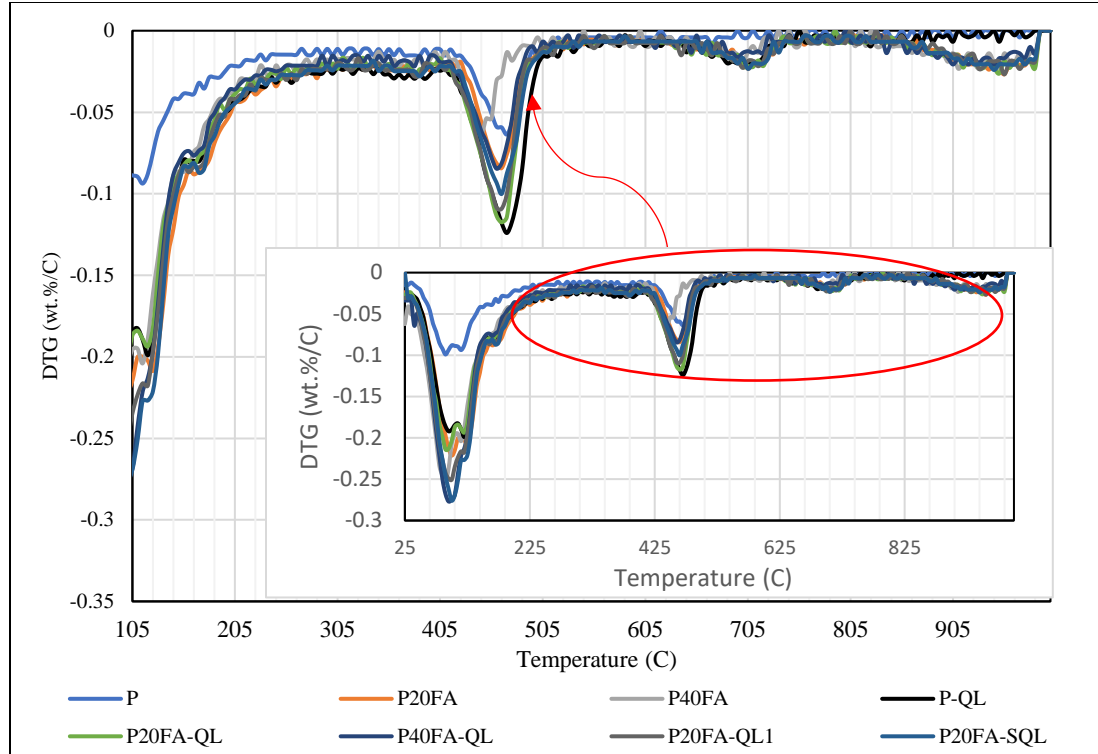 0
-0.05
-0.1
-0.15
-0.2
-0.25
-0.3
-0.35
DTG (wt.%/C)
105 205 305 405 505 605 705 805 905
Temperature (C)
0
-0.05
-0.1
-0.15
-0.2
-0.25
-0.3
DTG (wt.%/C)
25 225 425 625 825
Temperature (C)
P P20FA P40FA P-QL
P20FA-QL P40FA-QL P20FA-QL1 P20FA-SQL